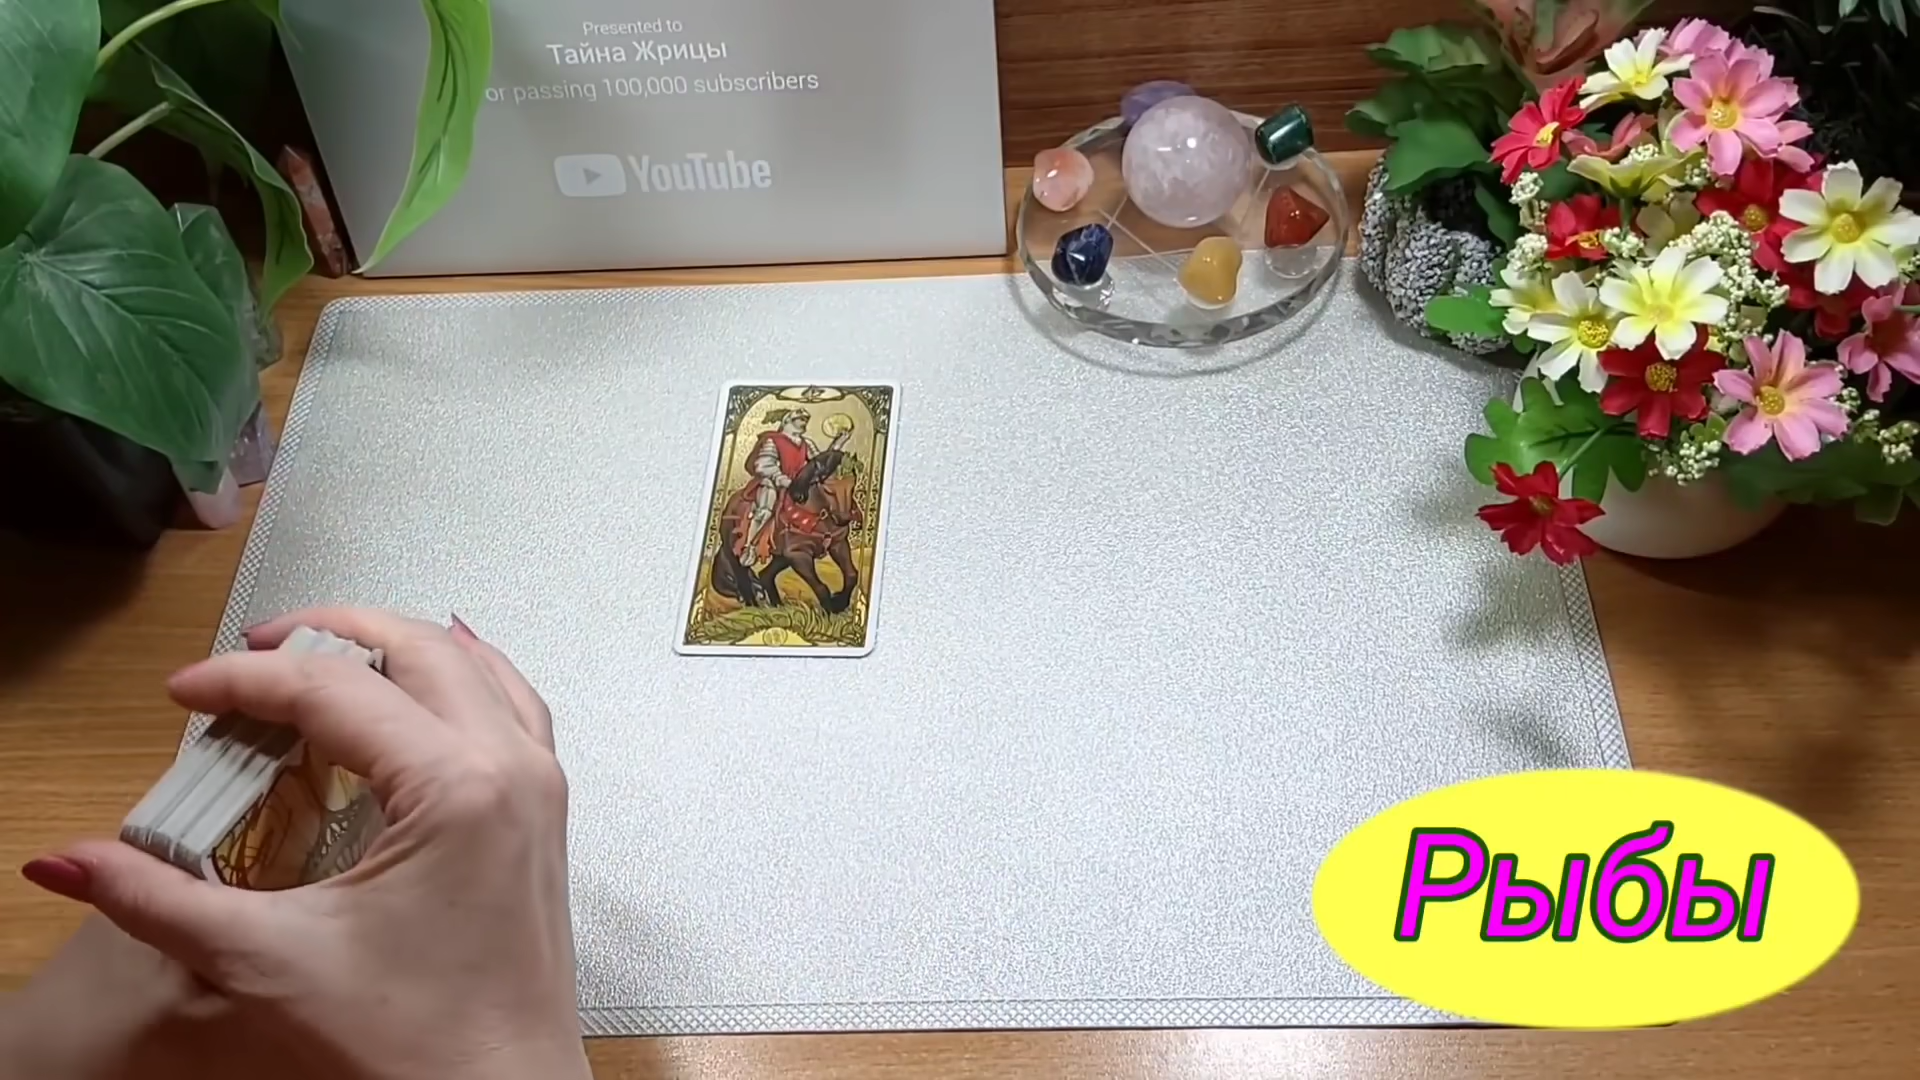 Presented to
Тайна Жрицы
or passing 100,000 subscribers
YouTube
Рыбы